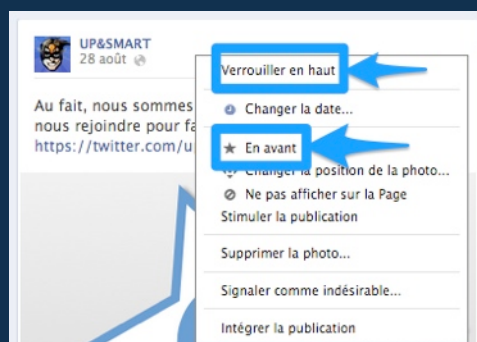 UP&SMART
28 août
Verrouiller en haut
Au fait, nous sommes
nous rejoindre pour fa
https://twitter.com/u
Changer la date...
En avant
Changer la position de la photo...
Ne pas afficher sur la Page
Stimuler la publication
Supprimer la photo...
Signaler comme indésirable...
Intégrer la publication